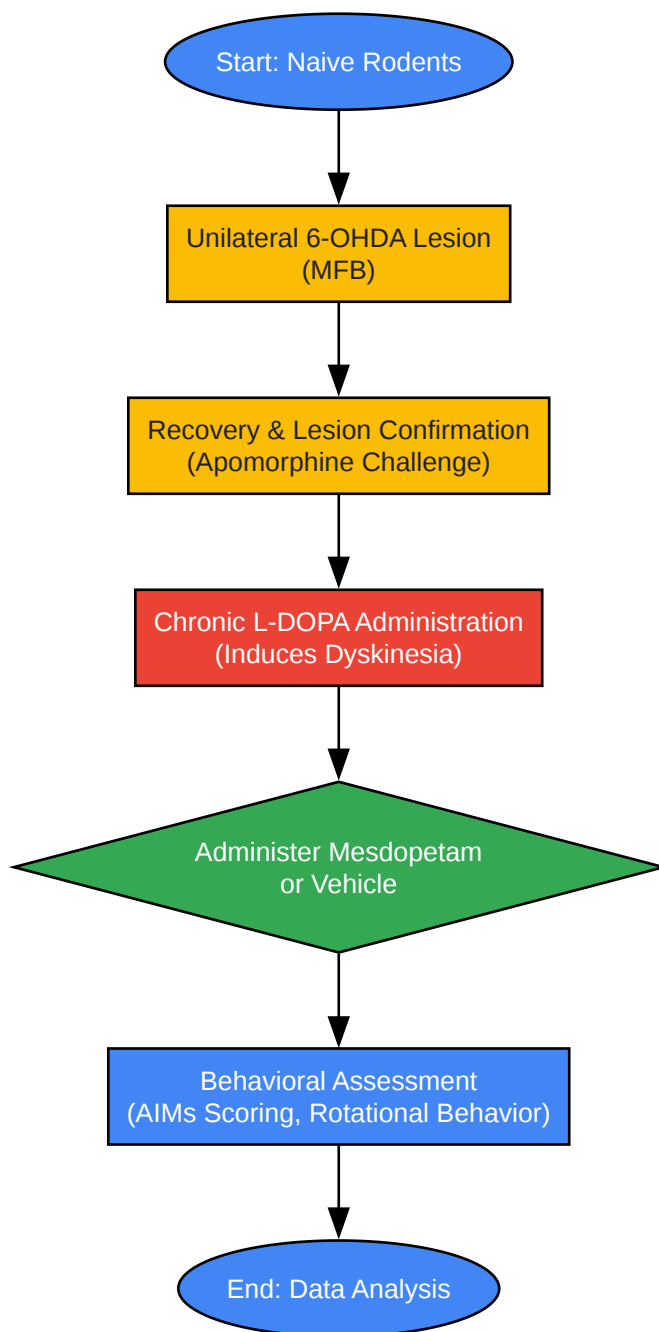 Start: Naive Rodents
Unilateral 6-OHDA Lesion
(MFB)
Recovery & Lesion Confirmation
(Apomorphine Challenge)
Chronic L-DOPA Administration
(Induces Dyskinesia)
Administer Mesdopetam
or Vehicle
Behavioral Assessment
(AIMs Scoring, Rotational Behavior)
End: Data Analysis